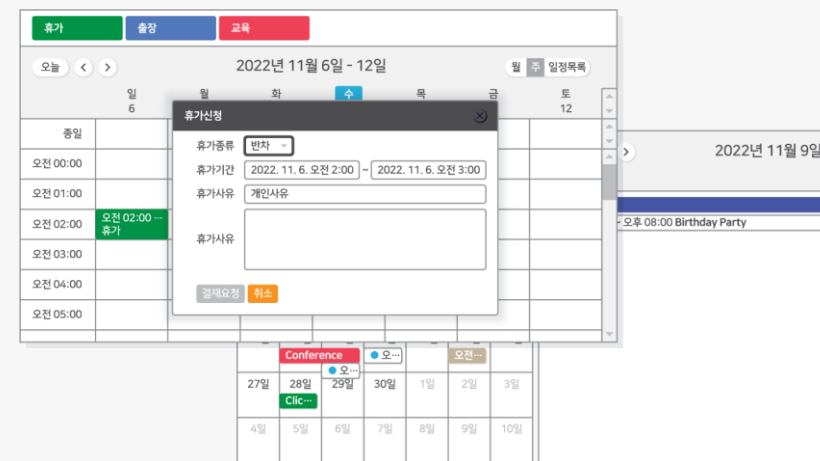 휴가 출장 교육
오늘 2022년 11월 6일 - 12일 월 주 일정목록
일 월 화 수 목 금 토
6 12
종일
오전 00:00
오전 01:00
오전 02:00
오전 03:00
오전 04:00
오전 05:00
오전 02:00 ···
휴가
휴가신청
휴가종류 반차
휴가기간 2022. 11. 6. 오전 2:00 ~ 2022. 11. 6. 오전 3:00
휴가사유 개인사유
휴가사유
결재요청 취소
2022년 11월 9일
- 오후 08:00 Birthday Party
Conference 오··· 오전···
오···
27일 28일 29일 30일 1일 2일 3일
Clic···
4일 5일 6일 7일 8일 9일 10일